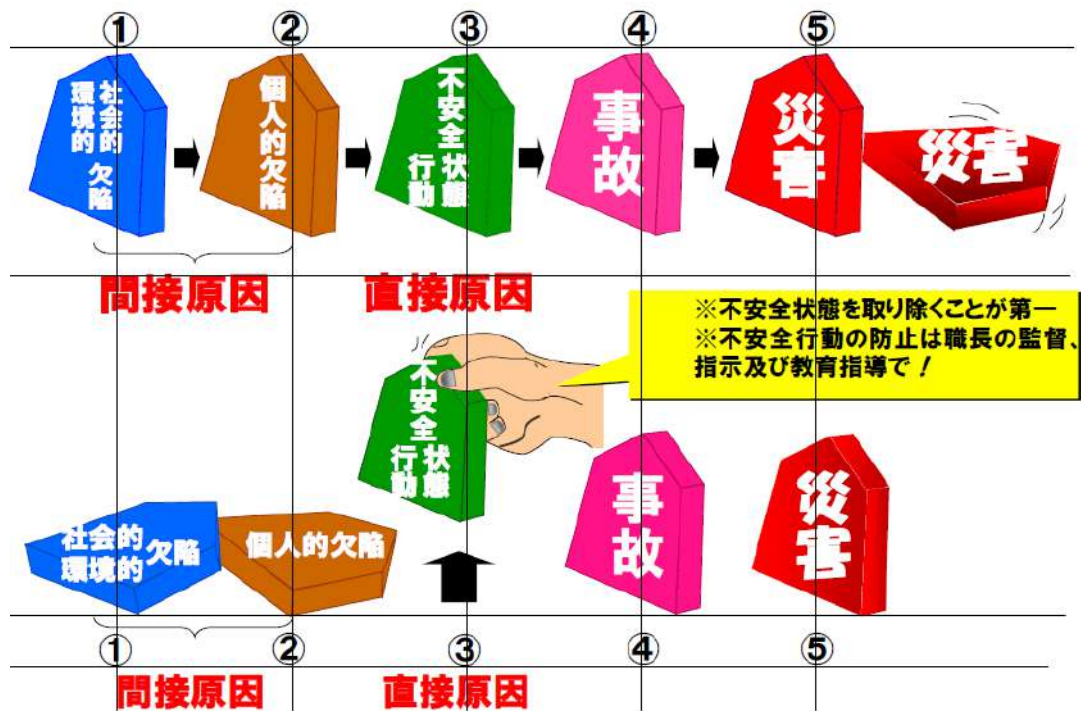 ①
②
③
④
⑤
社会的
環境的
欠陥
個人的欠陥
不安全
状態
行動
事故
災害
災害
間接原因
直接原因
※不安全状態を取り除くことが第一
※不安全行動の防止は職長の監督、
指示及び教育指導で！
不安全
状態
行動
事故
災害
社会的
環境的
欠陥
個人的欠陥
①
②
③
④
⑤
間接原因
直接原因